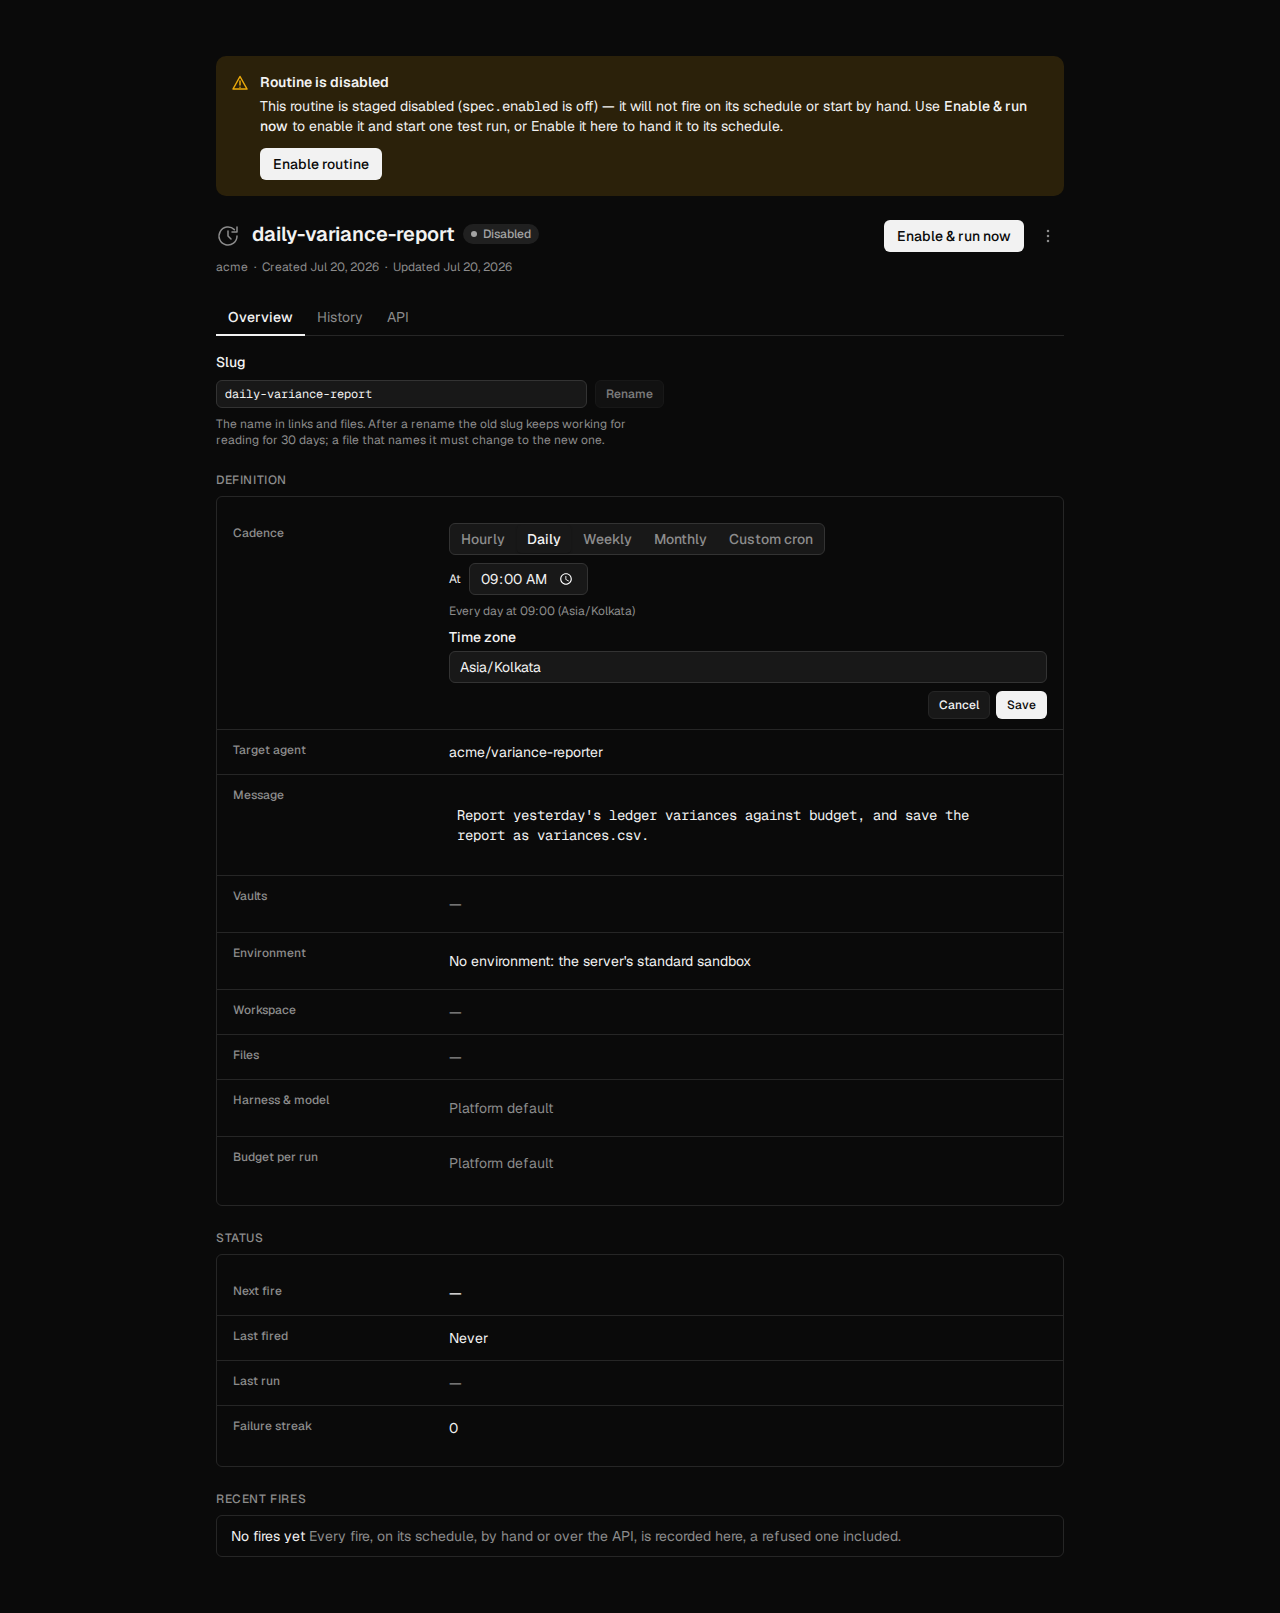 Routine is disabled
This routine is staged disabled (spec.enabled is off) — it will not fire on its schedule or start by hand. Use Enable & run
now to enable it and start one test run, or Enable it here to hand it to its schedule.
Enable routine
daily-variance-report
Disabled
Enable & run now
acme · Created Jul 20, 2026 · Updated Jul 20, 2026
Overview
History
API
Slug
daily-variance-report
Rename
The name in links and files. After a rename the old slug keeps working for
reading for 30 days; a file that names it must change to the new one.
DEFINITION
Cadence
Hourly
Daily
Weekly
Monthly
Custom cron
At
09:00 AM
Every day at 09:00 (Asia/Kolkata)
Time zone
Asia/Kolkata
Cancel
Save
Target agent
acme/variance-reporter
Message
Report yesterday's ledger variances against budget, and save the
report as variances.csv.
Vaults
—
Environment
No environment: the server's standard sandbox
Workspace
—
Files
—
Harness & model
Platform default
Budget per run
Platform default
STATUS
Next fire
—
Last fired
Never
Last run
—
Failure streak
0
RECENT FIRES
No fires yet Every fire, on its schedule, by hand or over the API, is recorded here, a refused one included.